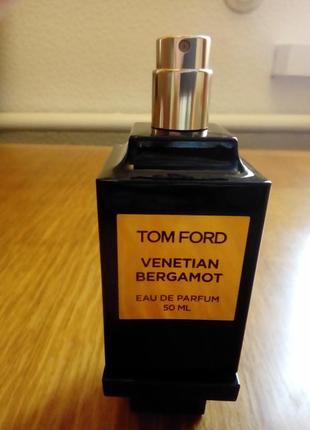 TOM FORD
VENETIAN
BERGAMOT
EAU DE PARFUM
50 ML